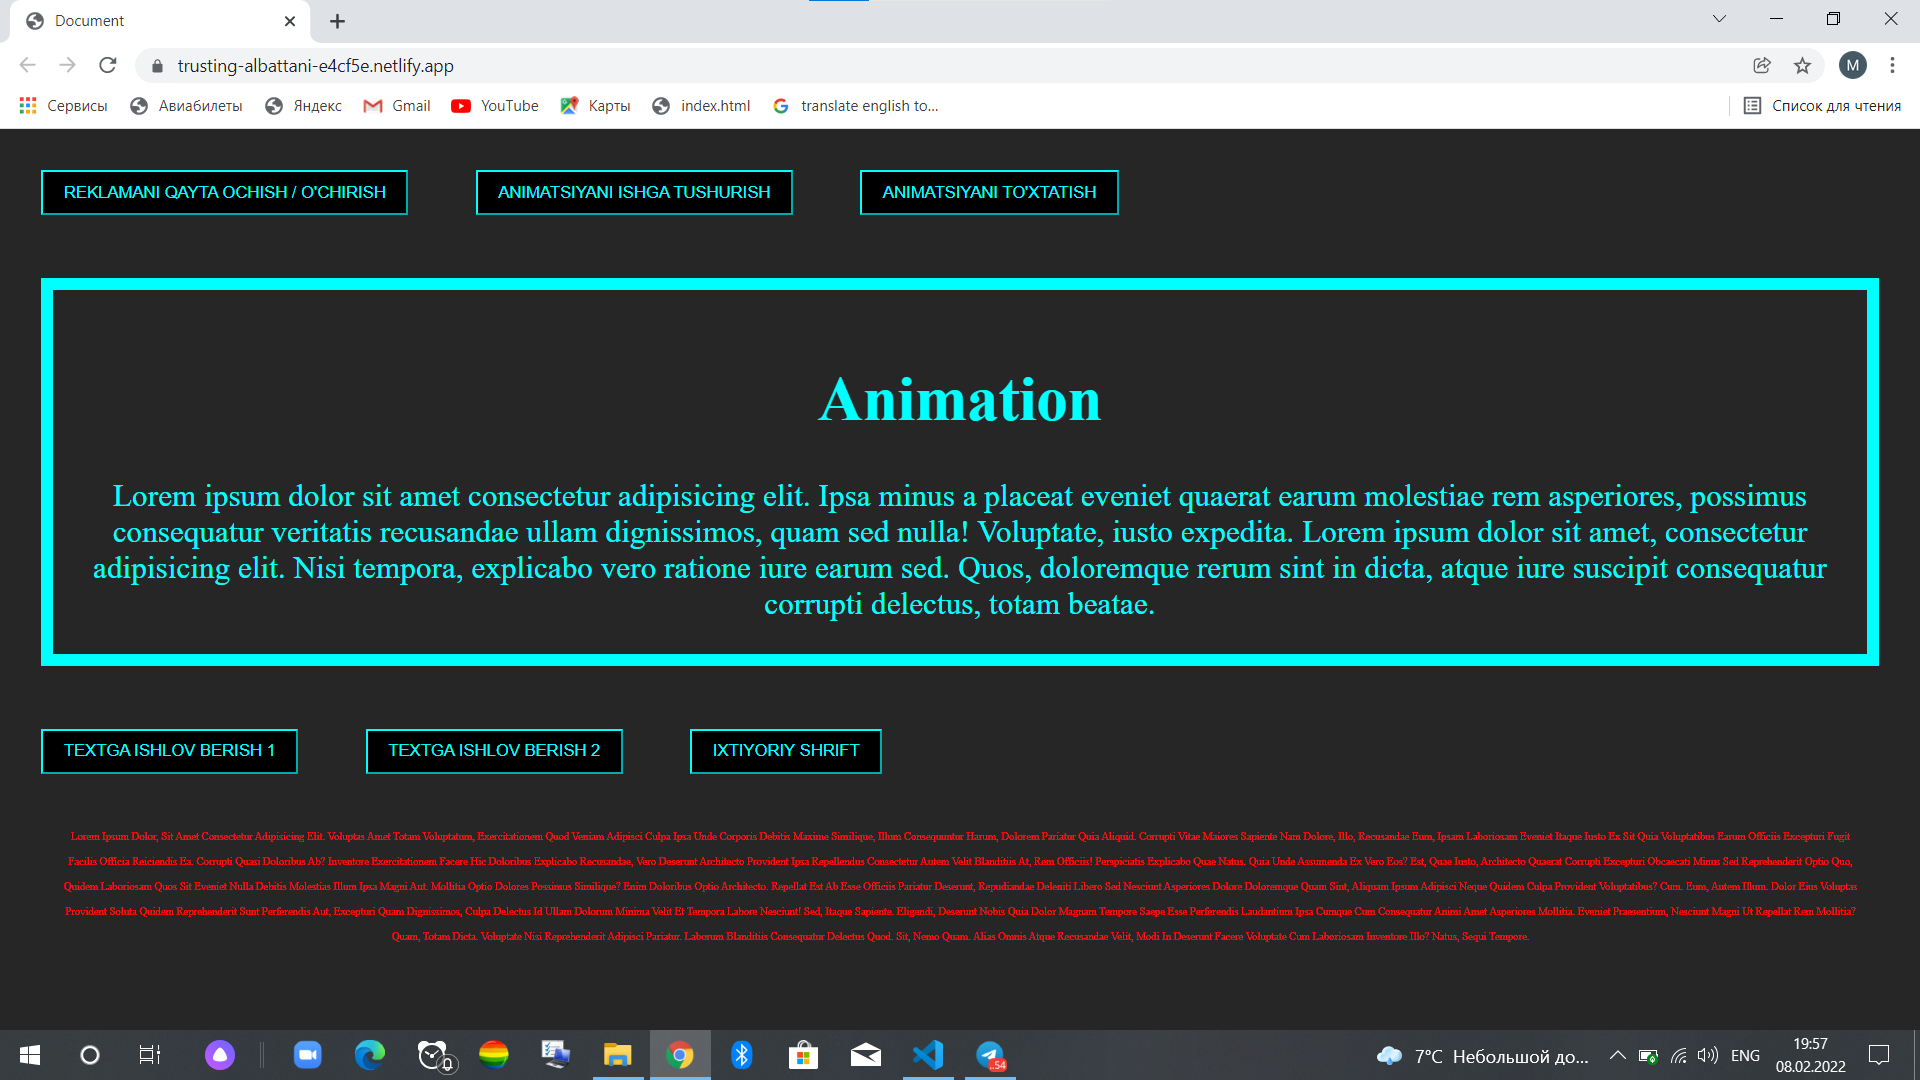 Document
trusting-albattani-e4cf5e.netlify.app
M
Сервисы Авиабилеты Яндекс Gmail YouTube Карты index.html translate english to... Список для чтения
REKLAMANI QAYTA OCHISH / O'CHIRISH ANIMATSIYANI ISHGA TUSHURISH ANIMATSIYANI TO'XTATISH
Animation
Lorem ipsum dolor sit amet consectetur adipisicing elit. Ipsa minus a placeat eveniet quaerat earum molestiae rem asperiores, possimus
consequatur veritatis recusandae ullam dignissimos, quam sed nulla! Voluptate, iusto expedita. Lorem ipsum dolor sit amet, consectetur
adipisicing elit. Nisi tempora, explicabo vero ratione iure earum sed. Quos, doloremque rerum sint in dicta, atque iure suscipit consequatur
corrupti delectus, totam beatae.
TEXTGA ISHLOV BERISH 1 TEXTGA ISHLOV BERISH 2 IXTIYORIY SHRIFT
Lorem Ipsum Dolor, Sit Amet Consectetur Adipisicing Elit. Voluptas Amet Totam Voluptatum, Exercitationem Quod Veniam Adipisci Culpa Ipsa Unde Corporis Debitis Maxime Similique, Illum Consequuntur Harum, Dolorem Pariatur Quia Aliquid. Corrupti Vitae Maiores Sapiente Nam Dolore, Illo, Recusandae Eum, Ipsam Laboriosam Eveniet Itaque Iusto Ex Sit Quia Voluptatibus Earum Officiis Excepturi Fugit
Facilis Officia Reiciendis Ea. Corrupti Quasi Doloribus Ab? Inventore Exercitationem Facere Hic Doloribus Explicabo Recusandae, Vero Deserunt Architecto Provident Ipsa Repellendus Consectetur Autem Velit Blanditiis At, Rem Officiis! Perspiciatis Explicabo Quae Natus. Quia Unde Assumenda Ex Vero Eos? Est, Quae Iusto, Architecto Quaerat Corrupti Excepturi Obcaecati Minus Sed Reprehenderit Optio Quo,
Quidem Laboriosam Quos Sit Eveniet Nulla Debitis Molestias Illum Ipsa Magni Aut. Mollitia Optio Dolores Possimus Similique? Enim Doloribus Optio Architecto. Repellat Est Ab Esse Officiis Pariatur Deserunt, Repudiandae Deleniti Libero Sed Nesciunt Asperiores Dolore Doloremque Quam Sint, Aliquam Ipsum Adipisci Neque Quidem Culpa Provident Voluptatibus? Cum. Eum, Autem Illum. Dolor Eius Voluptas
Provident Soluta Quidem Reprehenderit Sunt Perferendis Aut, Excepturi Quam Dignissimos, Culpa Delectus Id Ullam Dolorum Minima Velit Et Tempora Labore Nesciunt! Sed, Itaque Sapiente. Eligendi, Deserunt Nobis Quia Dolor Magnam Tempore Saepe Esse Perferendis Laudantium Ipsa Cumque Cum Consequatur Animi Amet Asperiores Mollitia. Eveniet Praesentium, Nesciunt Magni Ut Repellat Rem Mollitia?
Quam, Totam Dicta. Voluptate Nisi Reprehenderit Adipisci Pariatur. Laborum Blanditiis Consequatur Delectus Quod. Sit, Nemo Quam. Alias Omnis Atque Recusandae Velit, Modi In Deserunt Facere Voluptate Cum Laboriosam Inventore Illo? Natus, Sequi Tempore.
..54
7°C Небольшой до... ENG
19:57
08.02.2022